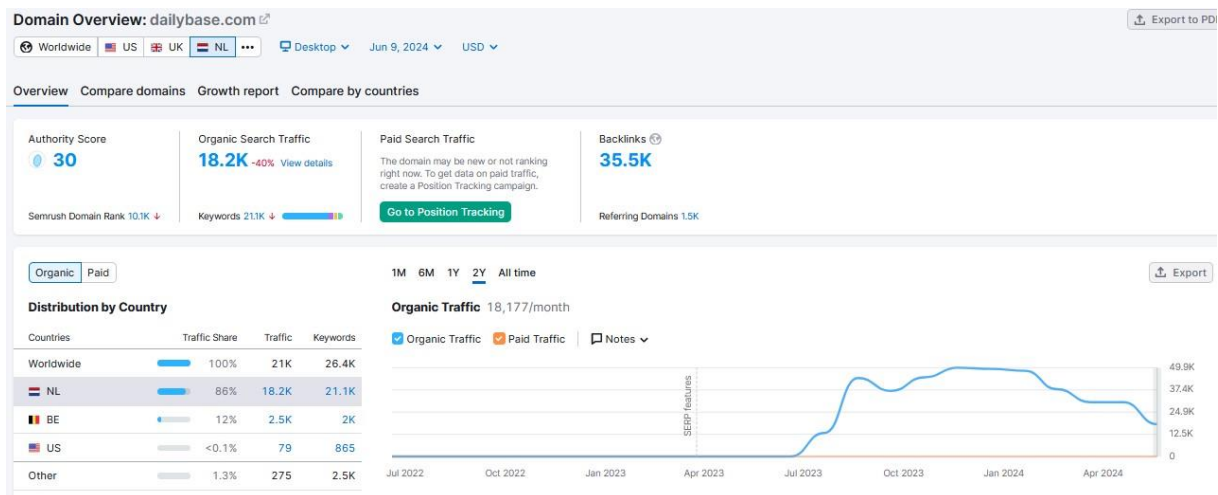 Domain Overview: dailybase.com
Export to PDF
Worldwide US UK NL ••• Desktop Jun 9, 2024 USD
Overview Compare domains Growth report Compare by countries
Authority Score
30
Semrush Domain Rank 10.1K ↓
Organic Search Traffic
18.2K -40% View details
Keywords 21.1K ↓
Paid Search Traffic
The domain may be new or not ranking
right now. To get data on paid traffic,
create a Position Tracking campaign.
Go to Position Tracking
Backlinks
35.5K
Referring Domains 1.5K
Organic Paid
Distribution by Country
Countries Traffic Share Traffic Keywords
Worldwide 100% 21K 26.4K
NL 86% 18.2K 21.1K
BE 12% 2.5K 2K
US <0.1% 79 865
Other 1.3% 275 2.5K
1M 6M 1Y 2Y All time
Export
Organic Traffic 18,177/month
Organic Traffic Paid Traffic Notes
SERP features
49.9K
37.4K
24.9K
12.5K
0
Jul 2022 Oct 2022 Jan 2023 Apr 2023 Jul 2023 Oct 2023 Jan 2024 Apr 2024